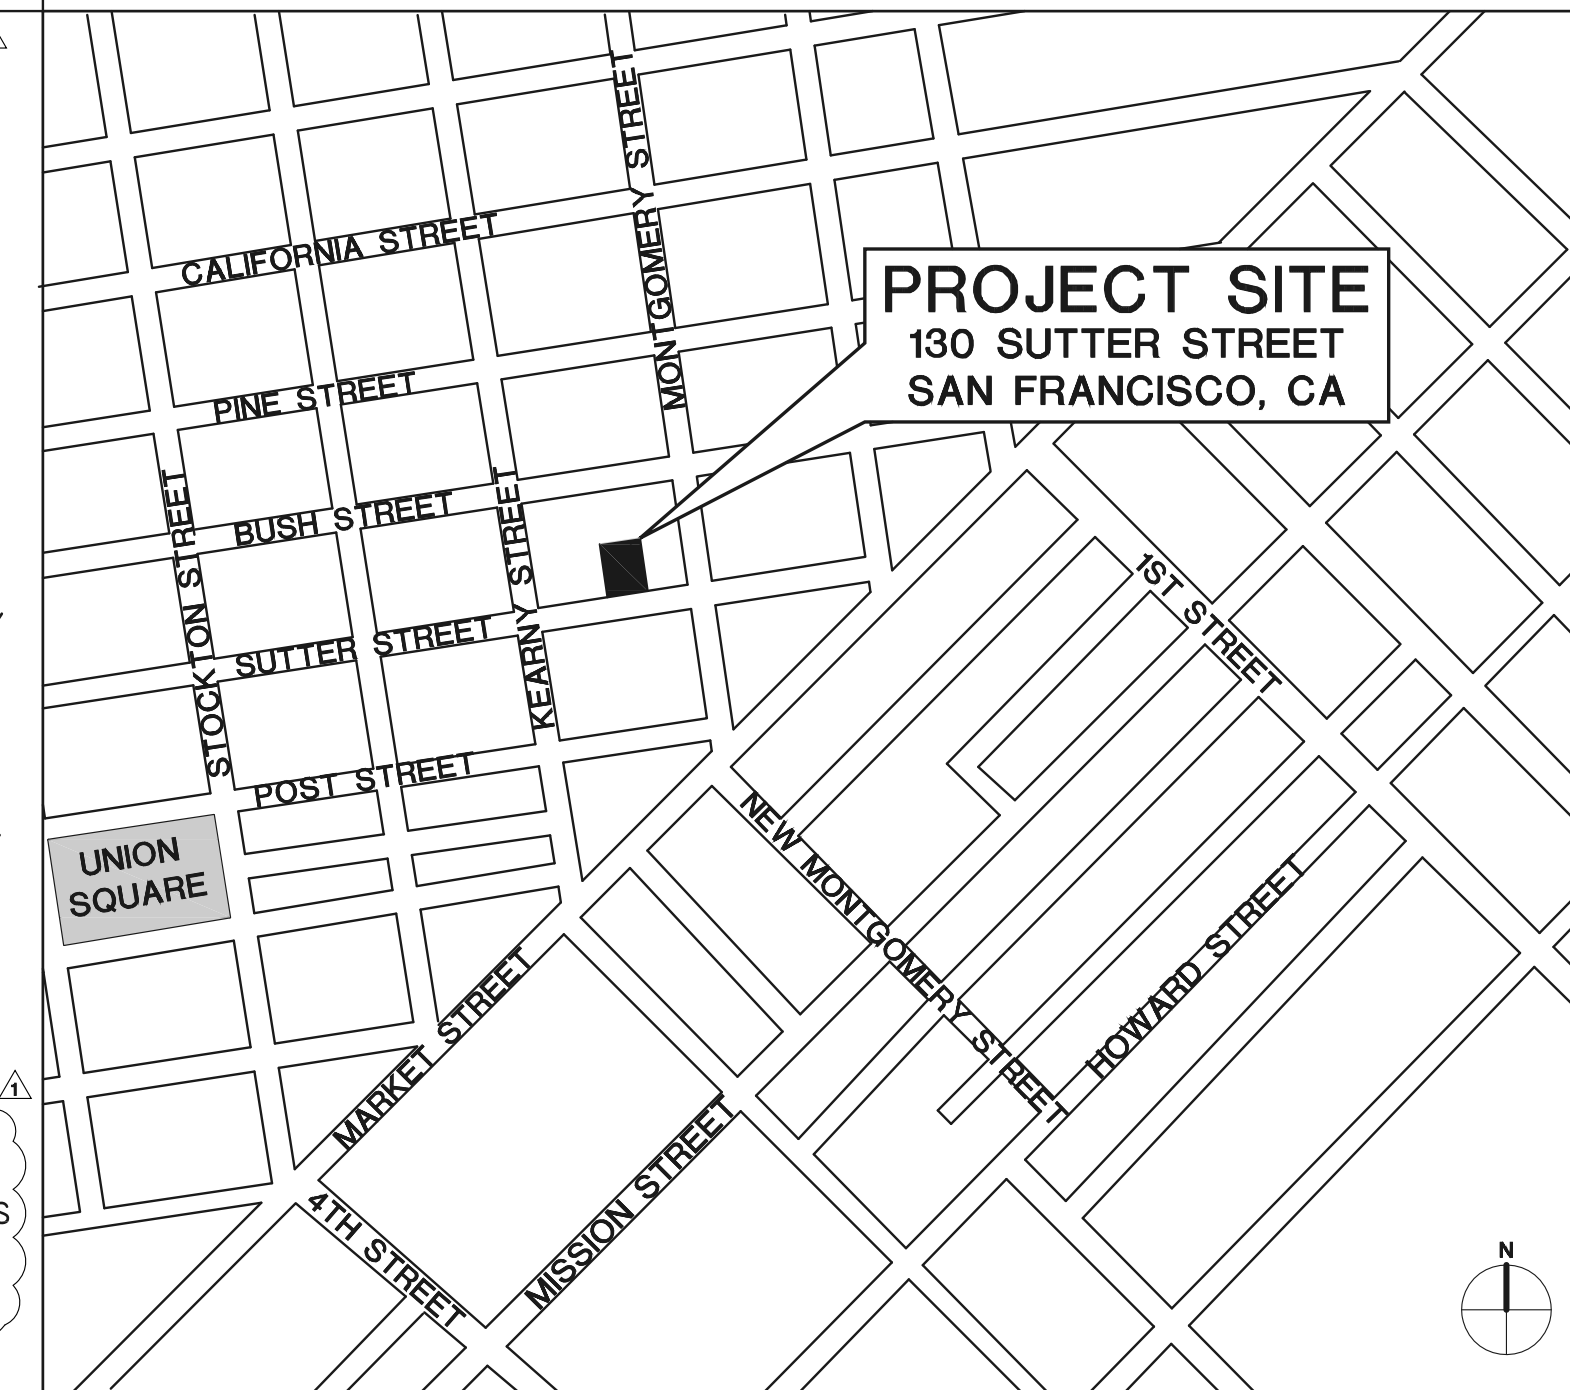 MONTGOMERY STREET
CALIFORNIA STREET
PROJECT SITE
130 SUTTER STREET
SAN FRANCISCO, CA
PINE STREET
STOCKTON STREET
BUSH STREET
KEARNY STREET
1ST STREET
SUTTER STREET
POST STREET
NEW MONTGOMERY STREET
UNION
SQUARE
HOWARD STREET
MARKET STREET
1
MISSION STREET
4TH STREET
S
N